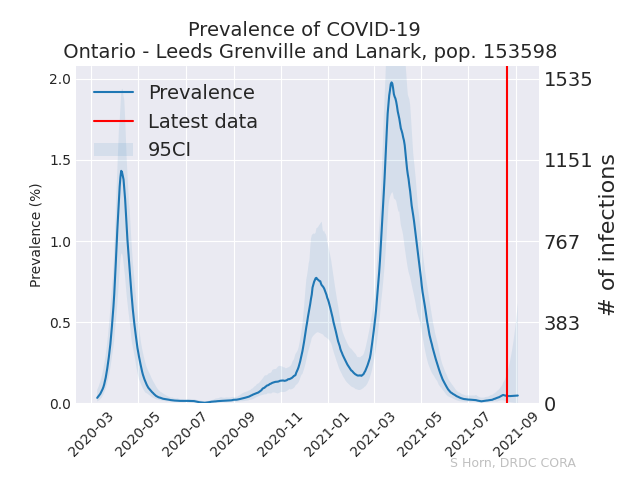 Prevalence of COVID-19
Ontario - Leeds Grenville and Lanark, pop. 153598
Prevalence
Latest data
95CI
Prevalence (%)
2.0
1.5
1.0
0.5
0.0
1535
1151
767
383
0
# of infections
2020-03
2020-05
2020-07
2020-09
2020-11
2021-01
2021-03
2021-05
2021-07
2021-09
S Horn, DRDC CORA